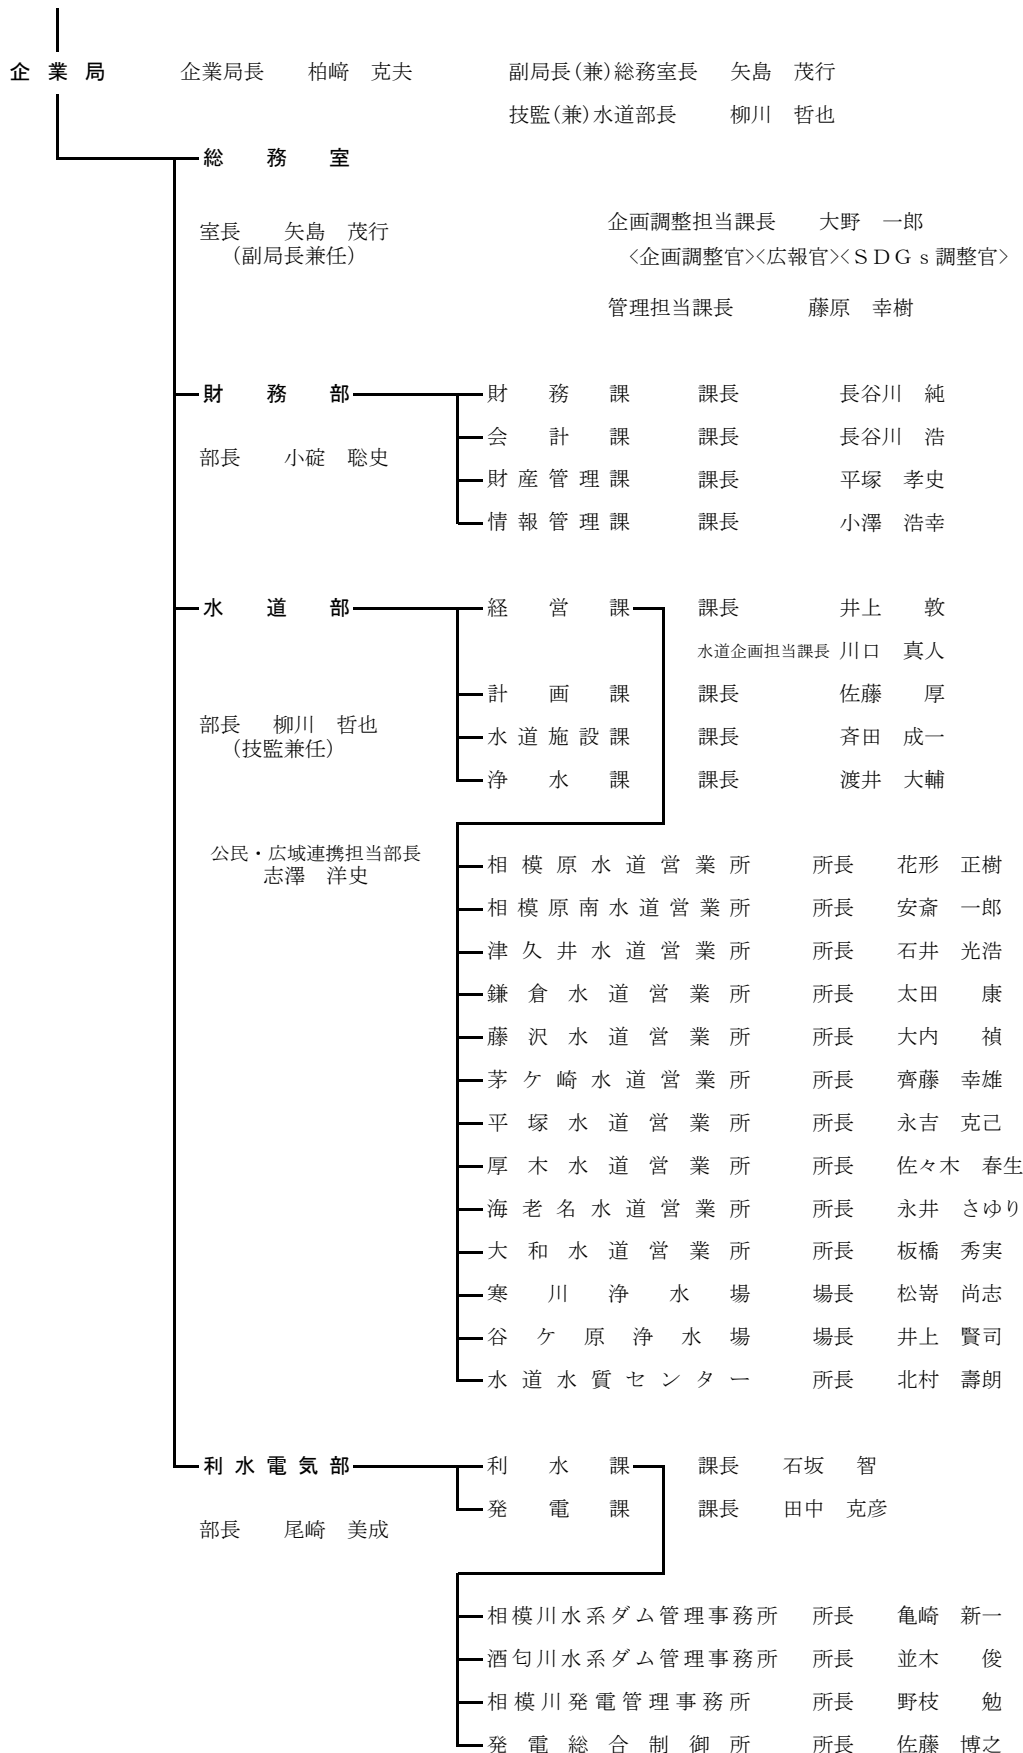 企業局 企業局長 柏﨑 克夫 副局長(兼)総務室長 矢島 茂行
技監(兼)水道部長 柳川 哲也
総務室
室長 矢島 茂行 企画調整担当課長 大野 一郎
(副局長兼任) <企画調整官><広報官><ＳＤＧｓ調整官>
管理担当課長 藤原 幸樹
財務部 財務課 課長 長谷川 純
会計課 課長 長谷川 浩
部長 小碇 聡史
財産管理課 課長 平塚 孝史
情報管理課 課長 小澤 浩幸
水道部 経営課 課長 井上 敦
水道企画担当課長 川口 真人
計画課 課長 佐藤 厚
部長 柳川 哲也
(技監兼任)
水道施設課 課長 斉田 成一
浄水課 課長 渡井 大輔
公民・広域連携担当部長
志澤 洋史
相模原水道営業所 所長 花形 正樹
相模原南水道営業所 所長 安斎 一郎
津久井水道営業所 所長 石井 光浩
鎌倉水道営業所 所長 太田 康
藤沢水道営業所 所長 大内 禎
茅ケ崎水道営業所 所長 齊藤 幸雄
平塚水道営業所 所長 永吉 克己
厚木水道営業所 所長 佐々木 春生
海老名水道営業所 所長 永井 さゆり
大和水道営業所 所長 板橋 秀実
寒川浄水場 場長 松嵜 尚志
谷ケ原浄水場 場長 井上 賢司
水道水質センター 所長 北村 壽朗
利水電気部 利水課 課長 石坂 智
発電課 課長 田中 克彦
部長 尾崎 美成
相模川水系ダム管理事務所 所長 亀崎 新一
酒匂川水系ダム管理事務所 所長 並木 俊
相模川発電管理事務所 所長 野枝 勉
発電総合制御所 所長 佐藤 博之